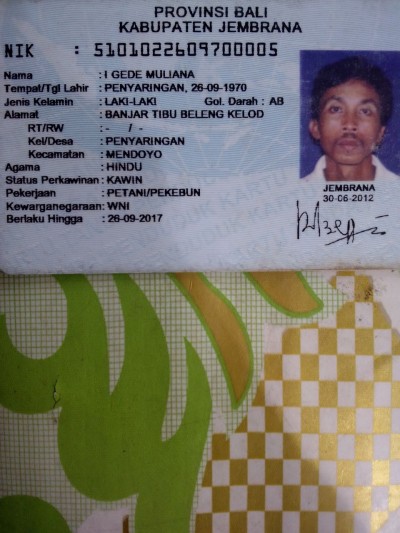 PROVINSI BALI
KABUPATEN JEMBRANA
NIK : 5101022609700005
Nama : I GEDE MULIANA
Tempat/Tgl Lahir : PENYARINGAN, 26-09-1970
Jenis Kelamin : LAKI-LAKI Gol. Darah : AB
Alamat : BANJAR TIBU BELENG KELOD
RT/RW : - / -
Kel/Desa : PENYARINGAN
Kecamatan : MENDOYO
Agama : HINDU
Status Perkawinan : KAWIN
Pekerjaan : PETANI/PEKEBUN
Kewarganegaraan : WNI
Berlaku Hingga : 26-09-2017
JEMBRANA
30-06-2012